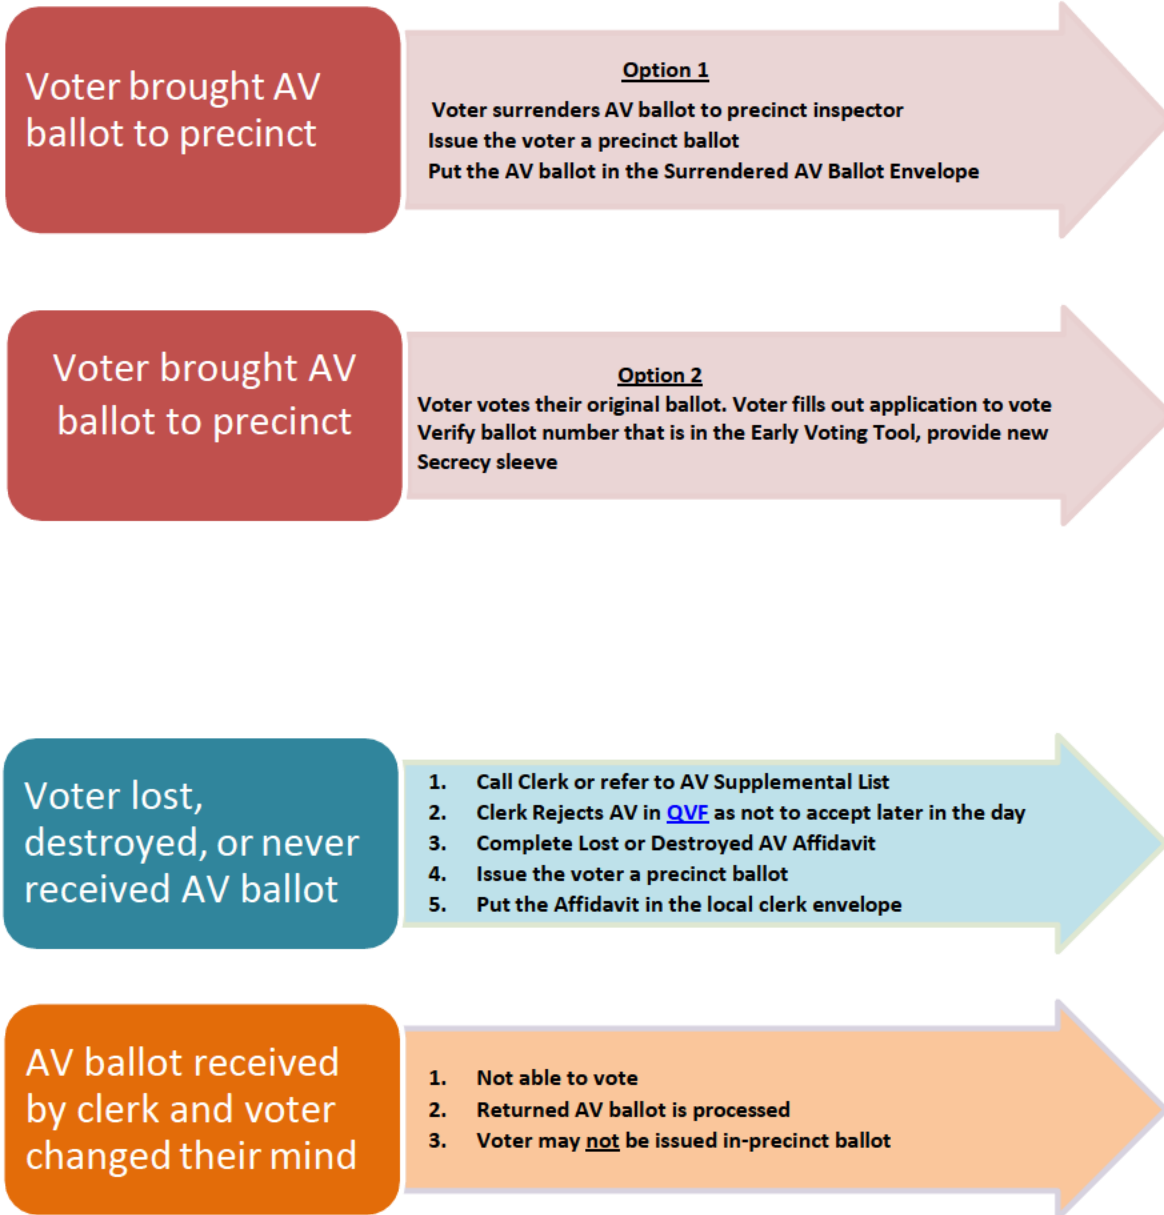 Voter brought AV
ballot to precinct
Option 1
Voter surrenders AV ballot to precinct inspector
Issue the voter a precinct ballot
Put the AV ballot in the Surrendered AV Ballot Envelope
Voter brought AV
ballot to precinct
Option 2
Voter votes their original ballot. Voter fills out application to vote
Verify ballot number that is in the Early Voting Tool, provide new
Secrecy sleeve
Voter lost,
destroyed, or never
received AV ballot
1. Call Clerk or refer to AV Supplemental List
2. Clerk Rejects AV in QVF as not to accept later in the day
3. Complete Lost or Destroyed AV Affidavit
4. Issue the voter a precinct ballot
5. Put the Affidavit in the local clerk envelope
AV ballot received
by clerk and voter
changed their mind
1. Not able to vote
2. Returned AV ballot is processed
3. Voter may not be issued in-precinct ballot